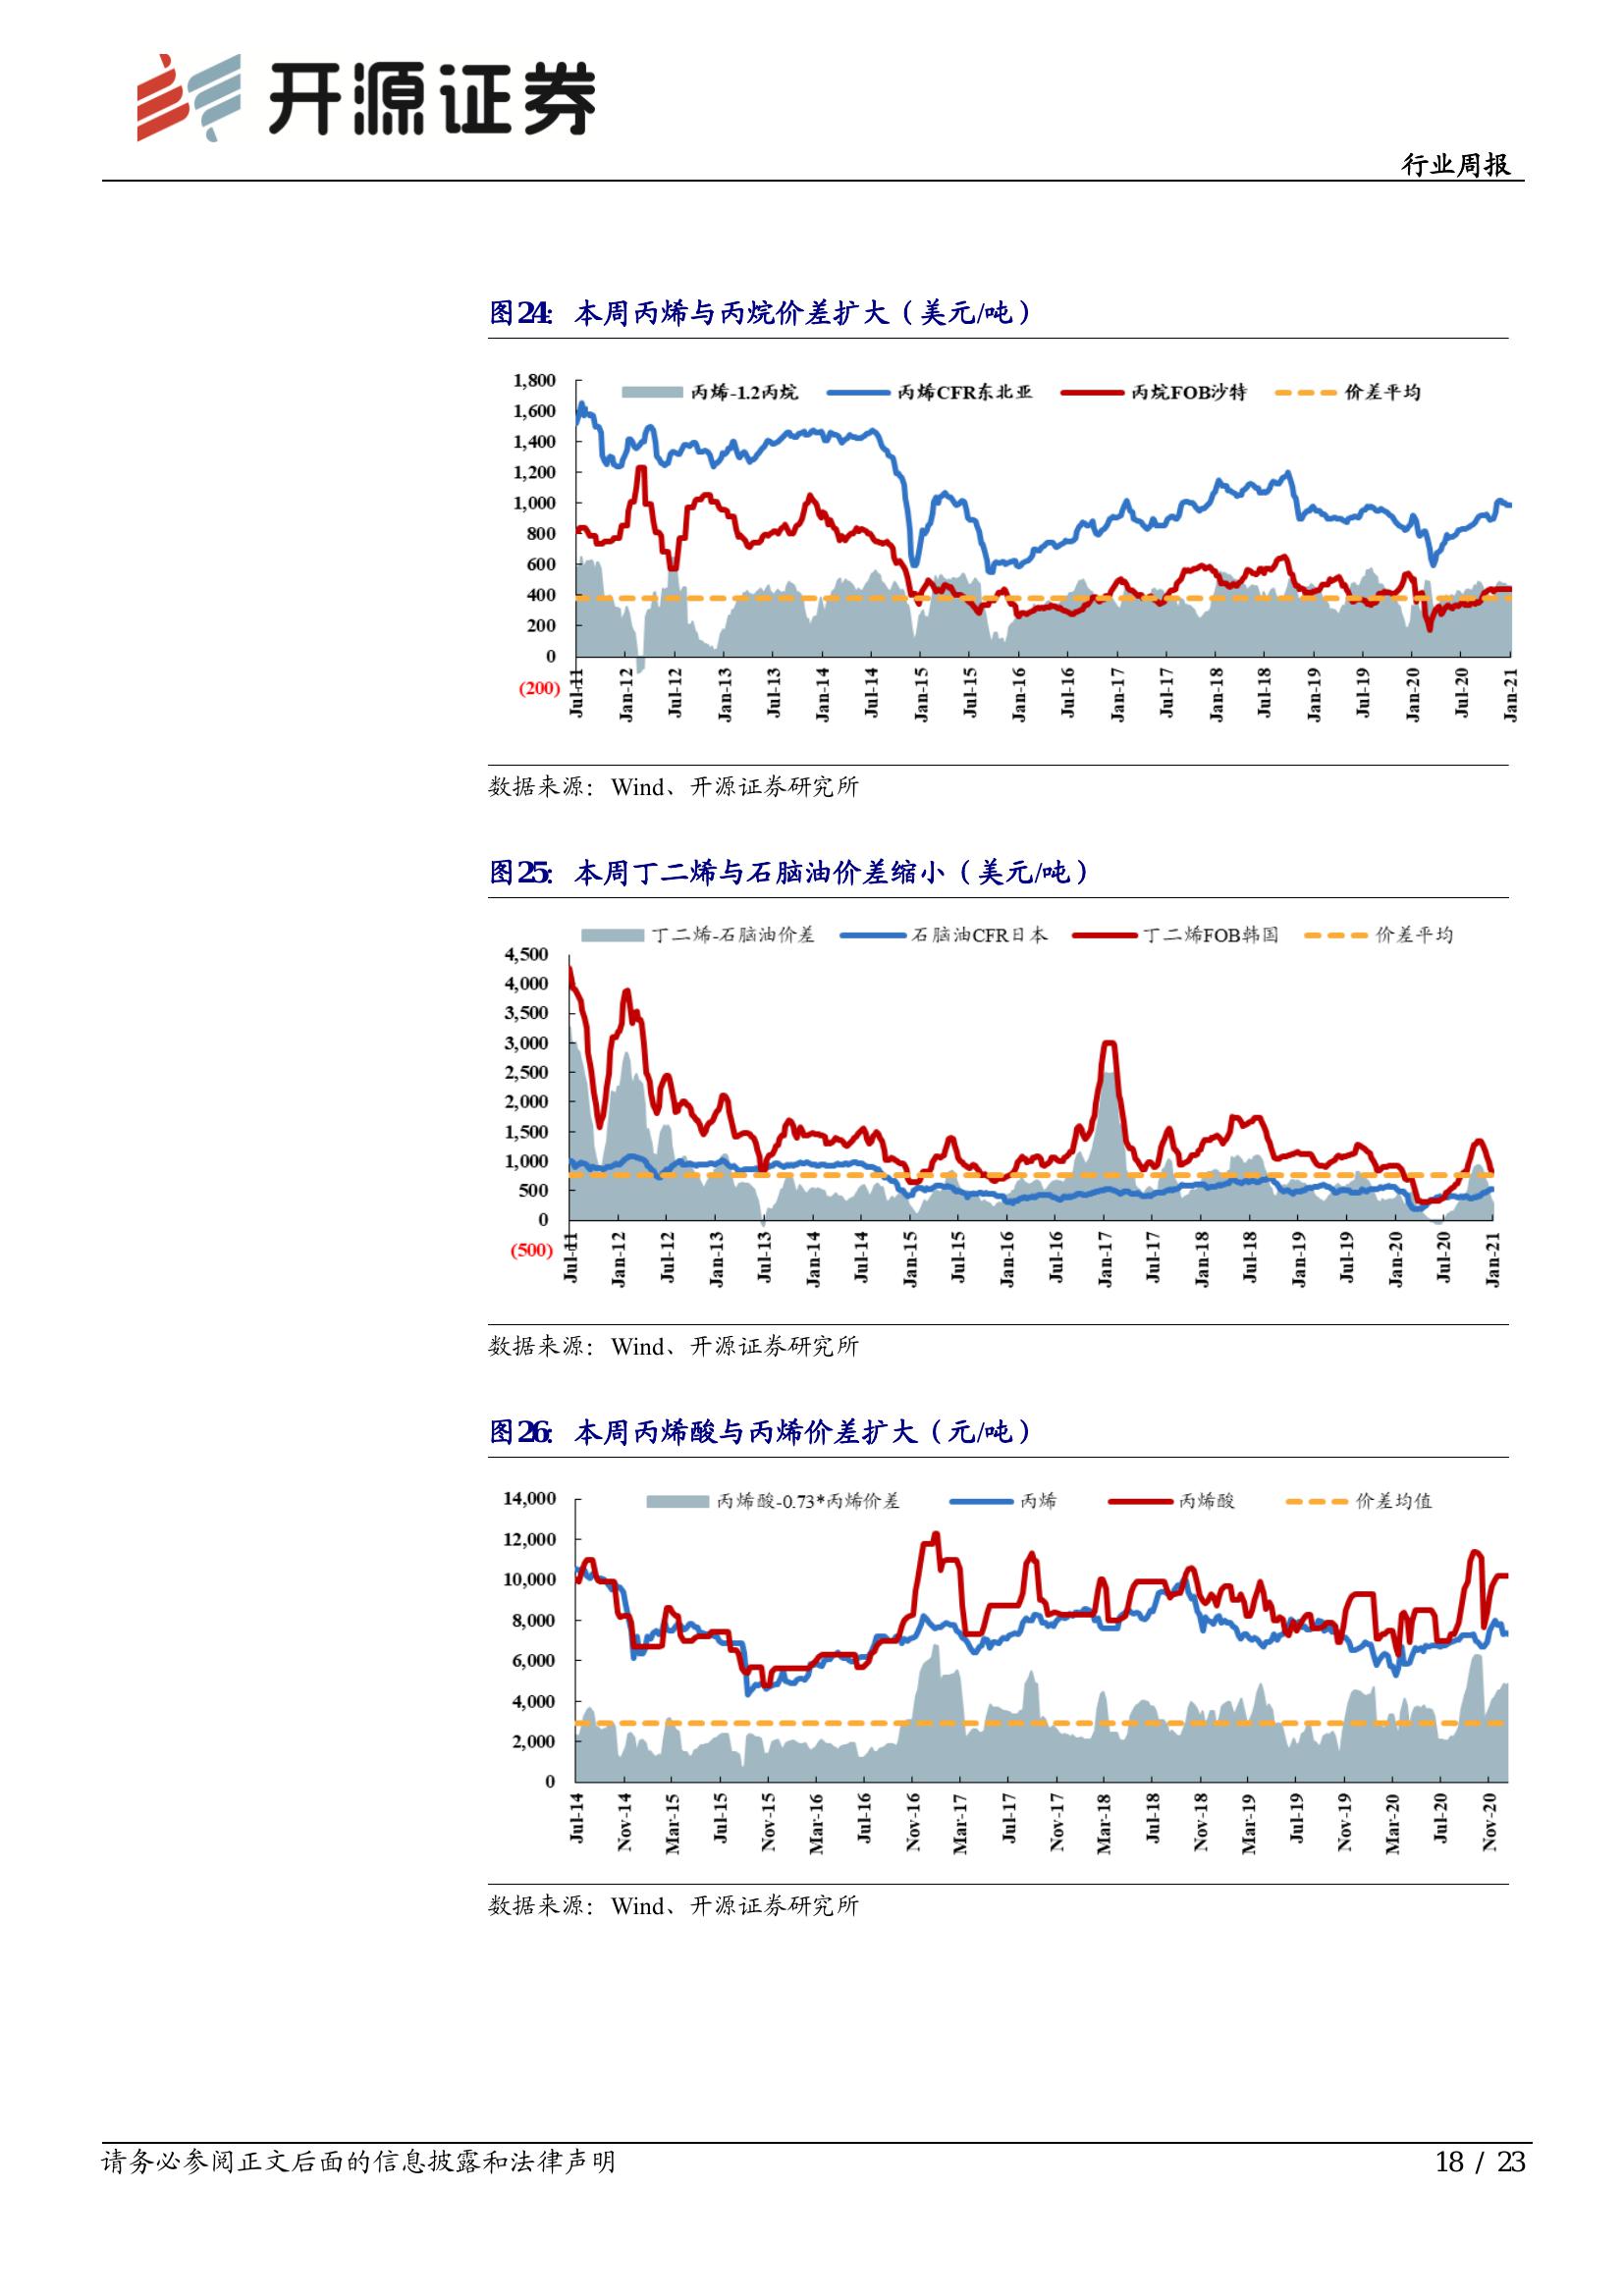 开源证券
行业周报
图24：本周丙烯与丙烷价差扩大（美元/吨）
丙烯-1.2丙烷 丙烯CFR东北亚 丙烷FOB沙特 价差平均
1,800
1,600
1,400
1,200
1,000
800
600
400
200
0
(200)
Jul-11 Jan-12 Jul-12 Jan-13 Jul-13 Jan-14 Jul-14 Jan-15 Jul-15 Jan-16 Jul-16 Jan-17 Jul-17 Jan-18 Jul-18 Jan-19 Jul-19 Jan-20 Jul-20 Jan-21
数据来源：Wind、开源证券研究所
图25：本周丁二烯与石脑油价差缩小（美元/吨）
丁二烯-石脑油价差 石脑油CFR日本 丁二烯FOB韩国 价差平均
4,500
4,000
3,500
3,000
2,500
2,000
1,500
1,000
500
0
(500)
Jul-11 Jan-12 Jul-12 Jan-13 Jul-13 Jan-14 Jul-14 Jan-15 Jul-15 Jan-16 Jul-16 Jan-17 Jul-17 Jan-18 Jul-18 Jan-19 Jul-19 Jan-20 Jul-20 Jan-21
数据来源：Wind、开源证券研究所
图26：本周丙烯酸与丙烯价差扩大（元/吨）
丙烯酸-0.73*丙烯价差 丙烯 丙烯酸 价差均值
14,000
12,000
10,000
8,000
6,000
4,000
2,000
0
Jul-14 Nov-14 Mar-15 Jul-15 Nov-15 Mar-16 Jul-16 Nov-16 Mar-17 Jul-17 Nov-17 Mar-18 Jul-18 Nov-18 Mar-19 Jul-19 Nov-19 Mar-20 Jul-20 Nov-20
数据来源：Wind、开源证券研究所
请务必参阅正文后面的信息披露和法律声明
18 / 23